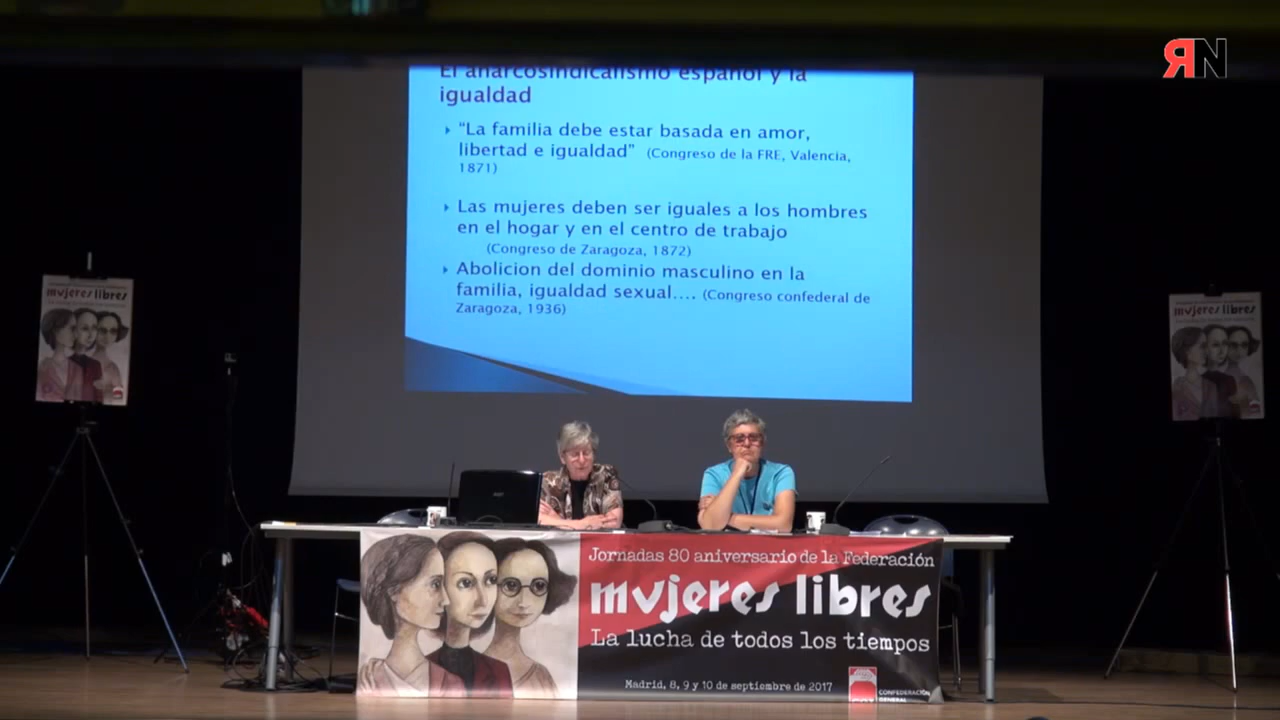 ЯN
El anarcosindicalismo español y la
igualdad
“La familia debe estar basada en amor,
libertad e igualdad” (Congreso de la FRE, Valencia,
1871)
Las mujeres deben ser iguales a los hombres
en el hogar y en el centro de trabajo
(Congreso de Zaragoza, 1872)
Abolicion del dominio masculino en la
familia, igualdad sexual.... (Congreso confederal de
Zaragoza, 1936)
mujeres libres
mujeres libres
Jornadas 80 aniversario de la Federación
mujeres libres
La lucha de todos los tiempos
Madrid, 8, 9 y 10 de septiembre de 2017
CONFEDERACIÓN
GENERAL